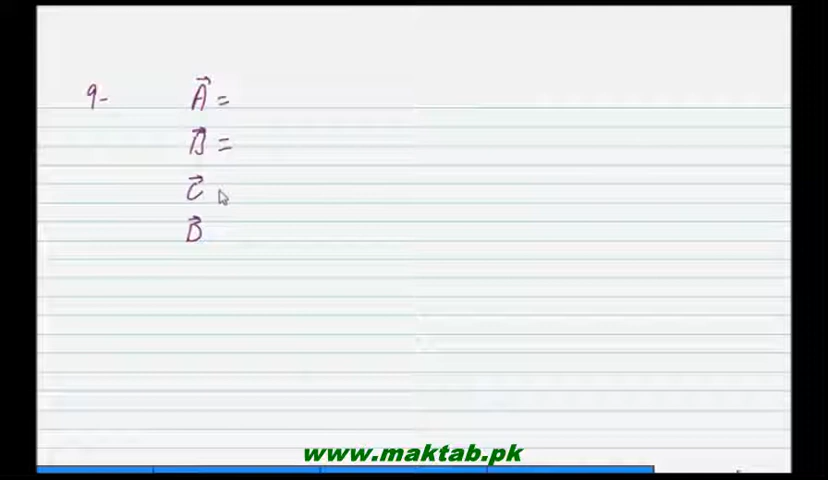 9- A⃗ =
B⃗ =
C⃗
B⃗
www.maktab.pk